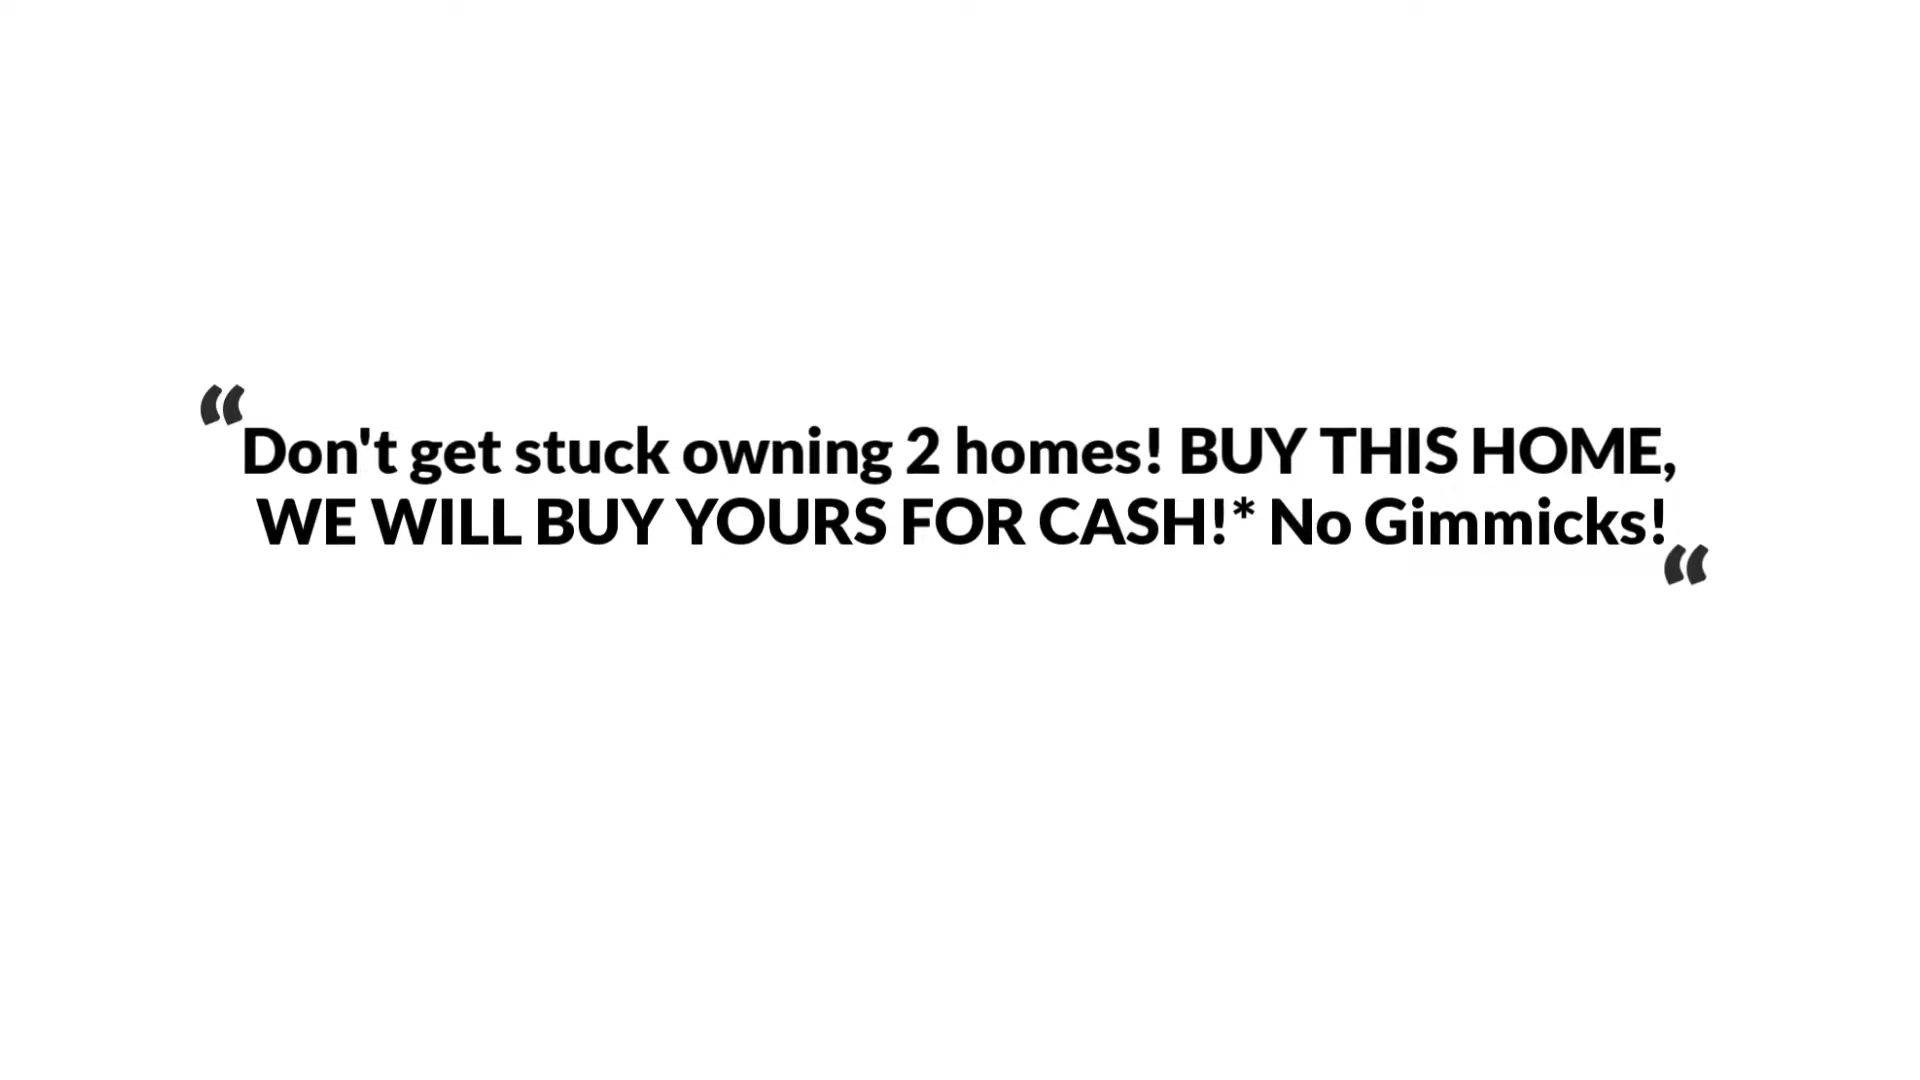 “Don't get stuck owning 2 homes! BUY THIS HOME,
WE WILL BUY YOURS FOR CASH!* No Gimmicks!“